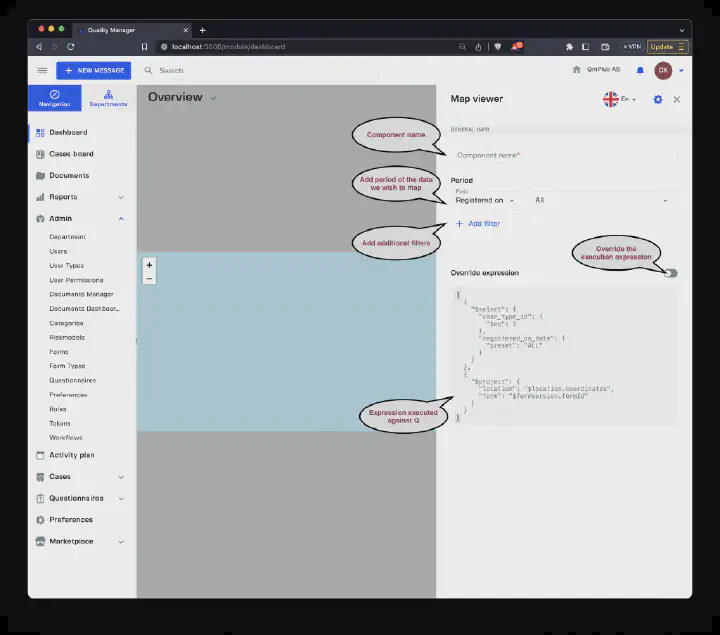 Quality Manager
localhost:5000/module/dashboard
VPN
Update
NEW MESSAGE
Search
QmPlus AS
CK
Navigation
Departments
Dashboard
Cases board
Documents
Reports
Admin
Department
Users
User Types
User Permissions
Documents Manager
Documents Dashboar...
Categories
Riskmodels
Forms
Form Types
Questionnaires
Preferences
Rules
Tokens
Workflows
Activity plan
Cases
Questionnaires
Preferences
Marketplace
Overview
+
−
Map viewer
En
GENERAL INFO
Component name
Component name*
Add period of the data
we wish to map
Period
Field
Registered on
All
Add filter
Add additional filters
Override the
execution expression
Override expression
[
{
"$select": {
"case_type_id": {
},
"registered_on_date": {
"preset": "ALL"
}
}
},
{
"$project": {
"location": "$location.coordinates",
"form": "$formVersion.formId"
}
}
]
Expression executed
against Q